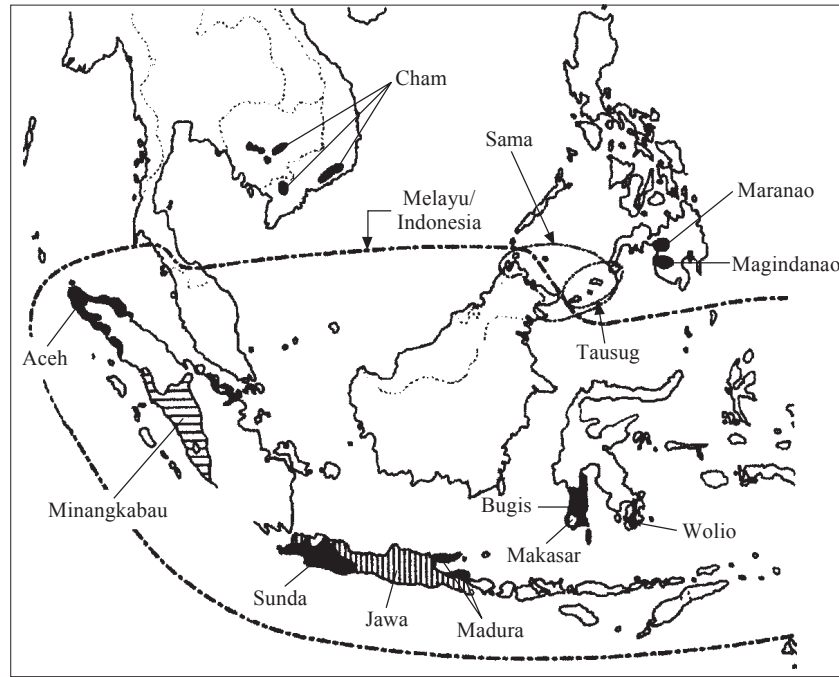 Cham
Sama
Melayu/
Indonesia
Maranao
Magindanao
Aceh
Tausug
Minangkabau
Bugis
Wolio
Makasar
Sunda
Jawa
Madura